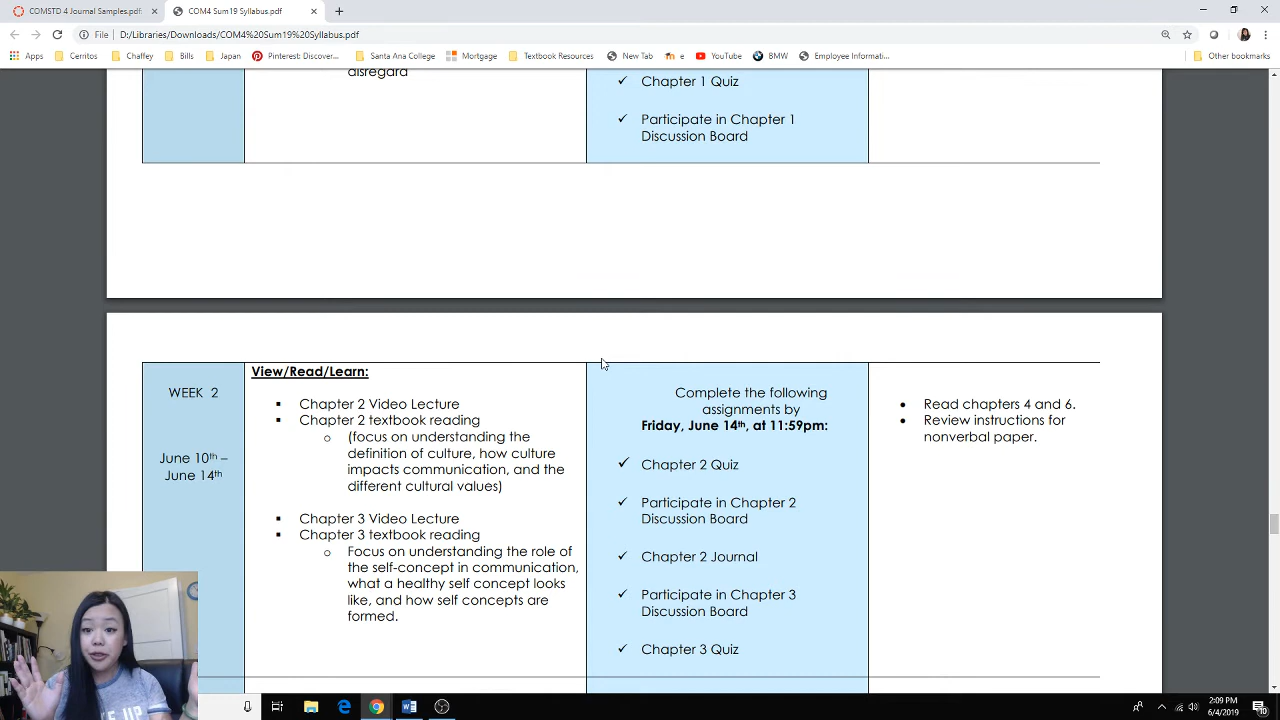 COMSTD 4 Journal Samples.pdf:
COM4 Sum19 Syllabus.pdf
File
D:/Libraries/Downloads/COM4%20Sum19%20Syllabus.pdf
Apps
Cerritos
Chaffey
Bills
Japan
Pinterest: Discover...
Santa Ana College
Mortgage
Textbook Resources
New Tab
e
YouTube
BMW
Employee Informati...
Other bookmarks
disregard
Chapter 1 Quiz
Participate in Chapter 1
Discussion Board
WEEK 2
June 10th –
June 14th
View/Read/Learn:
Chapter 2 Video Lecture
Chapter 2 textbook reading
(focus on understanding the
definition of culture, how culture
impacts communication, and the
different cultural values)
Chapter 3 Video Lecture
Chapter 3 textbook reading
Focus on understanding the role of
the self-concept in communication,
what a healthy self concept looks
like, and how self concepts are
formed.
Complete the following
assignments by
Friday, June 14th, at 11:59pm:
Chapter 2 Quiz
Participate in Chapter 2
Discussion Board
Chapter 2 Journal
Participate in Chapter 3
Discussion Board
Chapter 3 Quiz
Read chapters 4 and 6.
Review instructions for
nonverbal paper.
2:09 PM
6/4/2019